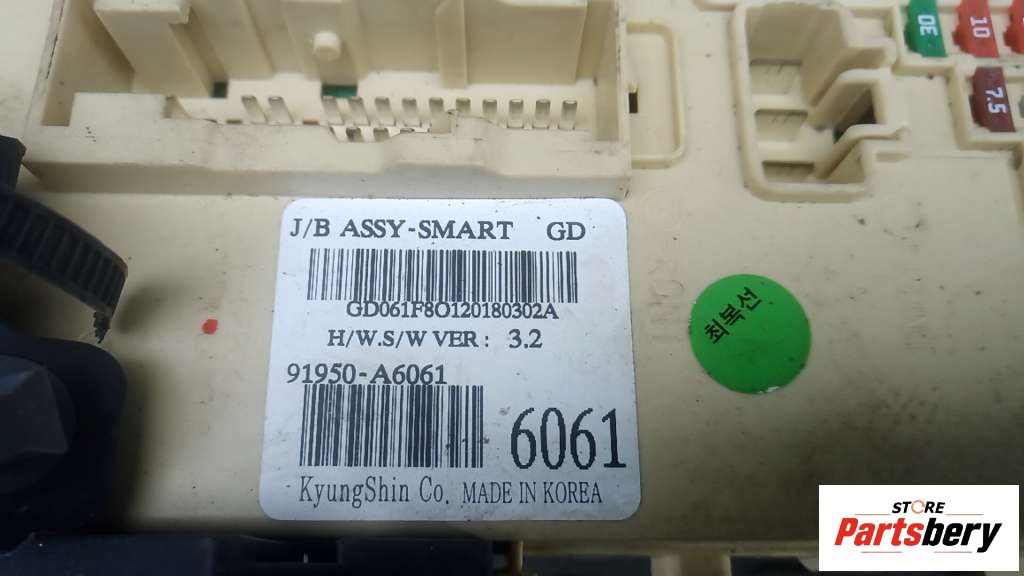 30
10
7.5
J/B ASSY-SMART GD
GD061F8O120180302A
H/W.S/W VER : 3.2
91950-A6061
6061
KyungShin Co. MADE IN KOREA
최복선
STORE
Partsbery